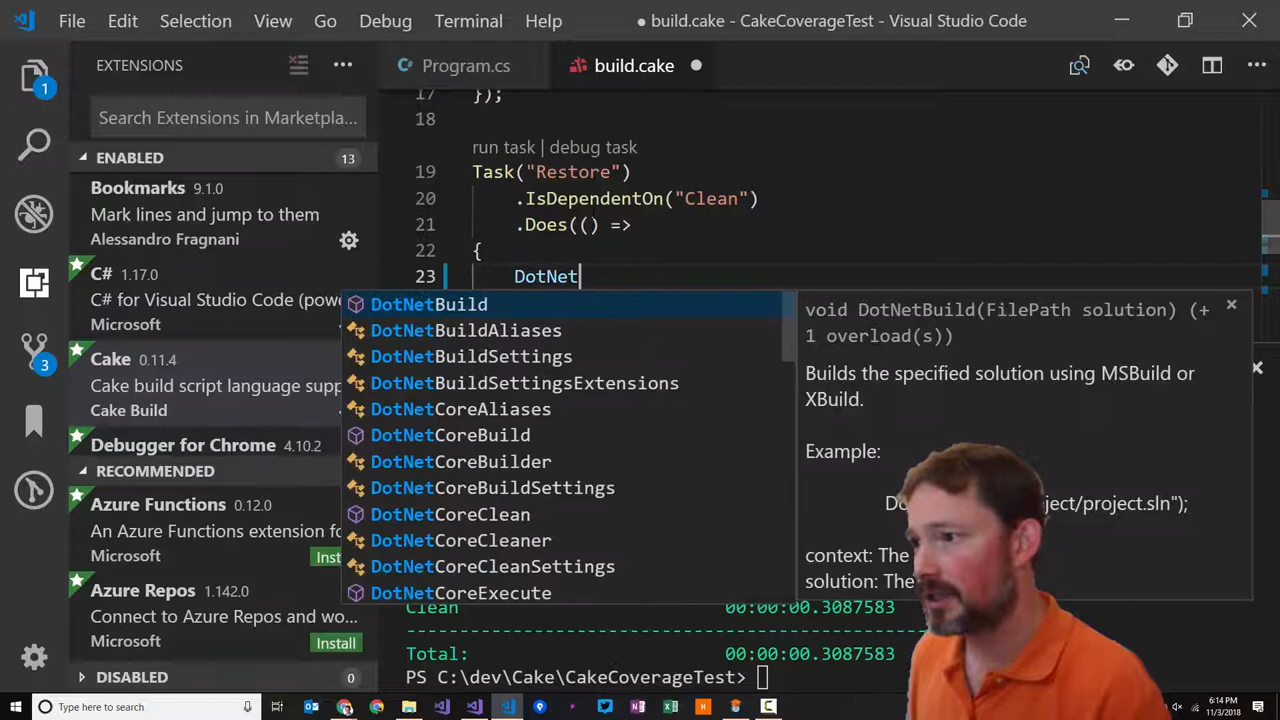 File Edit Selection View Go Debug Terminal Help ● build.cake - CakeCoverageTest - Visual Studio Code
EXTENSIONS
Program.cs
build.cake
Search Extensions in Marketpla...
ENABLED 13
Bookmarks 9.1.0
Mark lines and jump to them
Alessandro Fragnani
C# 1.17.0
C# for Visual Studio Code (pow
Microsoft
Cake 0.11.4
Cake build script language supp
Cake Build
Debugger for Chrome 4.10.2
RECOMMENDED
Azure Functions 0.12.0
An Azure Functions extension fo
Microsoft Inst
Azure Repos 1.142.0
Connect to Azure Repos and wo...
Microsoft Install
DISABLED 0
1
3
17 });
18
run task | debug task
19 Task("Restore")
20 .IsDependentOn("Clean")
21 .Does(() =>
22 {
23 DotNet
DotNetBuild
DotNetBuildAliases
DotNetBuildSettings
DotNetBuildSettingsExtensions
DotNetCoreAliases
DotNetCoreBuild
DotNetCoreBuilder
DotNetCoreBuildSettings
DotNetCoreClean
DotNetCoreCleaner
DotNetCoreCleanSettings
DotNetCoreExecute
void DotNetBuild(FilePath solution) (+
1 overload(s))
Builds the specified solution using MSBuild or
XBuild.
Example:
Do ject/project.sln");
context: The
solution: The
Clean 00:00:00.3087583
--------------------------------------------------
Total: 00:00:00.3087583
PS C:\dev\Cake\CakeCoverageTest>
Type here to search
6:14 PM
11/3/2018